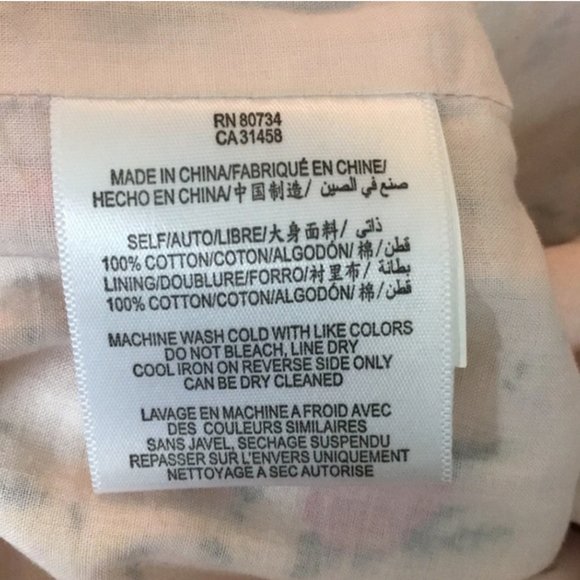 RN 80734
CA 31458
MADE IN CHINA/FABRIQUÉ EN CHINE/
HECHO EN CHINA/中国制造/ صنع في الصين
SELF/AUTO/LIBRE/大身面料/ ذاتي
100% COTTON/COTON/ALGODÓN/ 棉/قطن
LINING/DOUBLURE/FORRO/衬里布/ بطانة
100% COTTON/COTON/ALGODÓN/ 棉/قطن
MACHINE WASH COLD WITH LIKE COLORS
DO NOT BLEACH, LINE DRY
COOL IRON ON REVERSE SIDE ONLY
CAN BE DRY CLEANED
LAVAGE EN MACHINE A FROID AVEC
DES COULEURS SIMILAIRES
SANS JAVEL, SECHAGE SUSPENDU
REPASSER SUR L'ENVERS UNIQUEMENT
NETTOYAGE A SEC AUTORISE